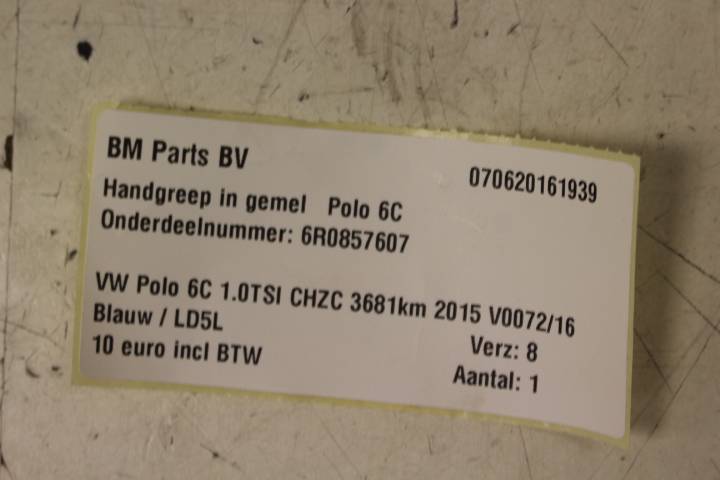 BM Parts BV
070620161939
Handgreep in gemel Polo 6C
Onderdeelnummer: 6R0857607
VW Polo 6C 1.0TSI CHZC 3681km 2015 V0072/16
Blauw / LD5L
Verz: 8
10 euro incl BTW
Aantal: 1